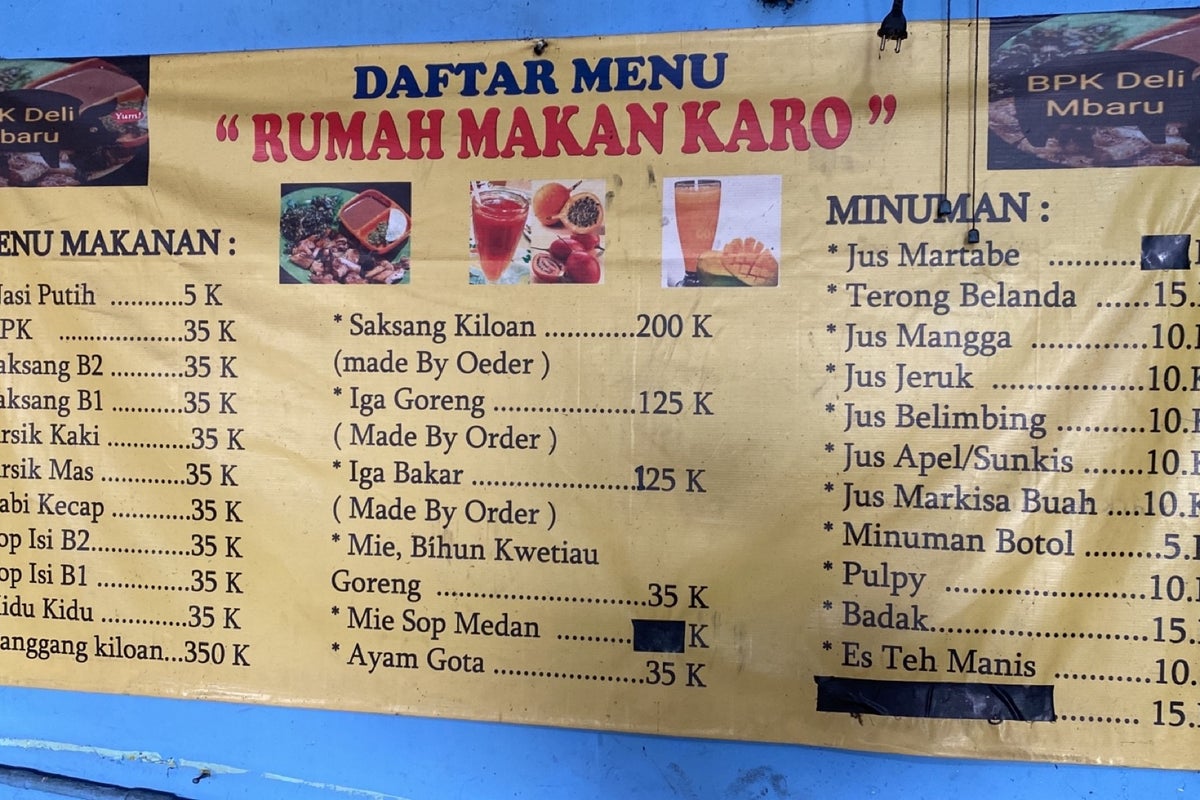 DAFTAR MENU
“ RUMAH MAKAN KARO ”
K Deli
baru
Yum!
BPK Deli
Mbaru
ENU MAKANAN :
Nasi Putih ...........5 K
PK ...................35 K
aksang B2 ............35 K
aksang B1 ............35 K
rsik Kaki .............35 K
rsik Mas ..............35 K
abi Kecap ............35 K
op Isi B2...............35 K
op Isi B1 ..............35 K
idu Kidu ..............35 K
anggang kiloan...350 K
* Saksang Kiloan ............200 K
(made By Oeder )
* Iga Goreng ...................125 K
( Made By Order )
* Iga Bakar ......................125 K
( Made By Order )
* Mie, Bíhun Kwetiau
Goreng ............................35 K
* Mie Sop Medan .......... K
* Ayam Gota ....................35 K
MINUMAN :
* Jus Martabe ............
* Terong Belanda ......15.
* Jus Mangga ..............10.
* Jus Jeruk ..................10.
* Jus Belimbing ..........10.
* Jus Apel/Sunkis .......10.
* Jus Markisa Buah ....10.K
* Minuman Botol .........5.
* Pulpy ........................10.
* Badak.........................15.
* Es Teh Manis ...........10.
........... 15.